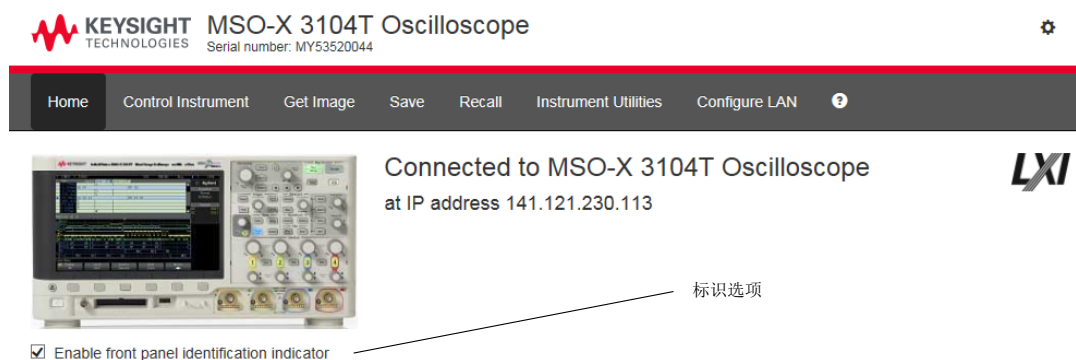 KEYSIGHT
TECHNOLOGIES
MSO-X 3104T Oscilloscope
Serial number: MY53520044
Home Control Instrument Get Image Save Recall Instrument Utilities Configure LAN ?
Connected to MSO-X 3104T Oscilloscope
at IP address 141.121.230.113
LXI
标识选项
Enable front panel identification indicator